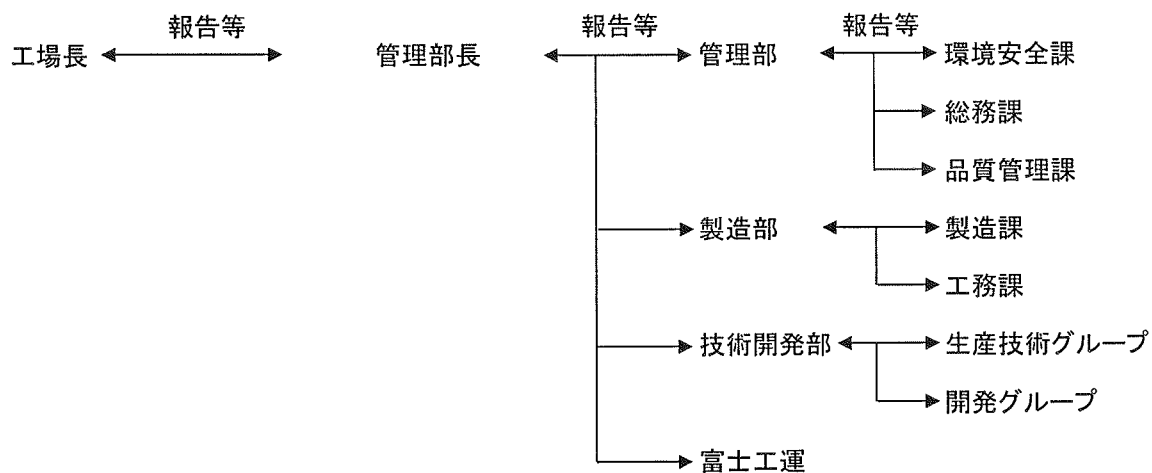 報告等 報告等 報告等
工場長 管理部長 管理部 環境安全課
総務課
品質管理課
製造部 製造課
工務課
技術開発部 生産技術グループ
開発グループ
富士工運